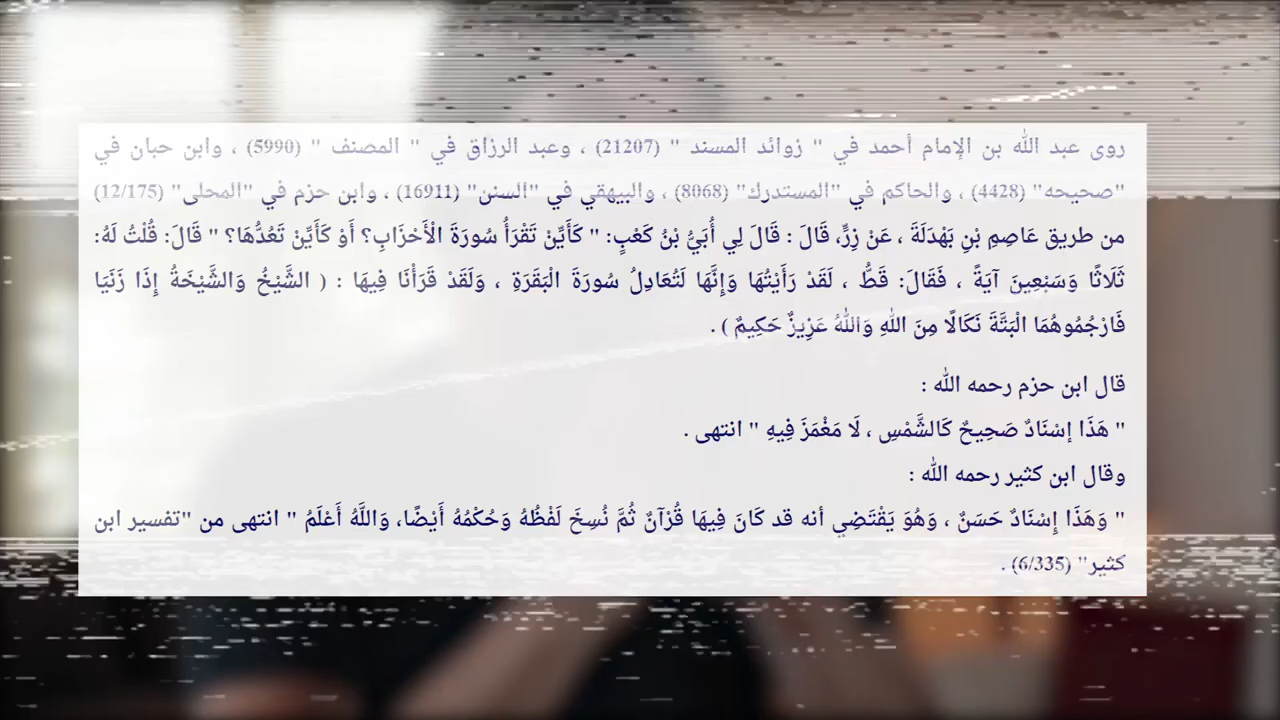 روى عبد الله بن الإمام أحمد في " زوائد المسند " (21207) ، وعبد الرزاق في " المصنف " (5990) ، وابن حبان في
"صحيحه" (4428) ، والحاكم في "المستدرك" (8068) ، والبيهقي في "السنن" (16911) ، وابن حزم في "المحلى" (12/175)
من طريق عَاصِمِ بْنِ بَهْدَلَةَ ، عَنْ زِرٍّ، قَالَ : قَالَ لِي أُبَيُّ بْنُ كَعْبٍ: " كَأَيِّنْ تَقْرَأُ سُورَةَ الْأَحْزَابِ؟ أَوْ كَأَيِّنْ تَعُدُّهَا؟ " قَالَ: قُلْتُ لَهُ:
ثَلَاثًا وَسَبْعِينَ آيَةً ، فَقَالَ: قَطُّ ، لَقَدْ رَأَيْتُهَا وَإِنَّهَا لَتُعَادِلُ سُورَةَ الْبَقَرَةِ ، وَلَقَدْ قَرَأْنَا فِيهَا : ( الشَّيْخُ وَالشَّيْخَةُ إِذَا زَنَيَا
فَارْجُمُوهُمَا الْبَتَّةَ نَكَالًا مِنَ اللهِ وَاللهُ عَزِيزٌ حَكِيمٌ ) .
قال ابن حزم رحمه الله :
" هَذَا إسْنَادٌ صَحِيحٌ كَالشَّمْسِ ، لَا مَغْمَزَ فِيهِ " انتهى .
وقال ابن كثير رحمه الله :
" وَهَذَا إِسْنَادٌ حَسَنٌ ، وَهُوَ يَقْتَضِي أنه قد كَانَ فِيهَا قُرْآنٌ ثُمَّ نُسِخَ لَفْظُهُ وَحُكْمُهُ أَيْضًا، وَاللَّهُ أَعْلَمُ " انتهى من "تفسير ابن
كثير" (6/335) .